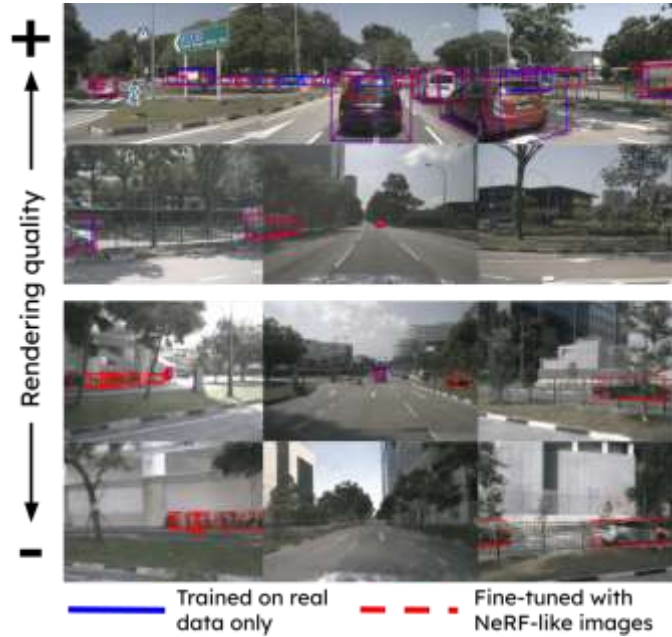 +
Rendering quality
-
Trained on real
data only
Fine-tuned with
NeRF-like images